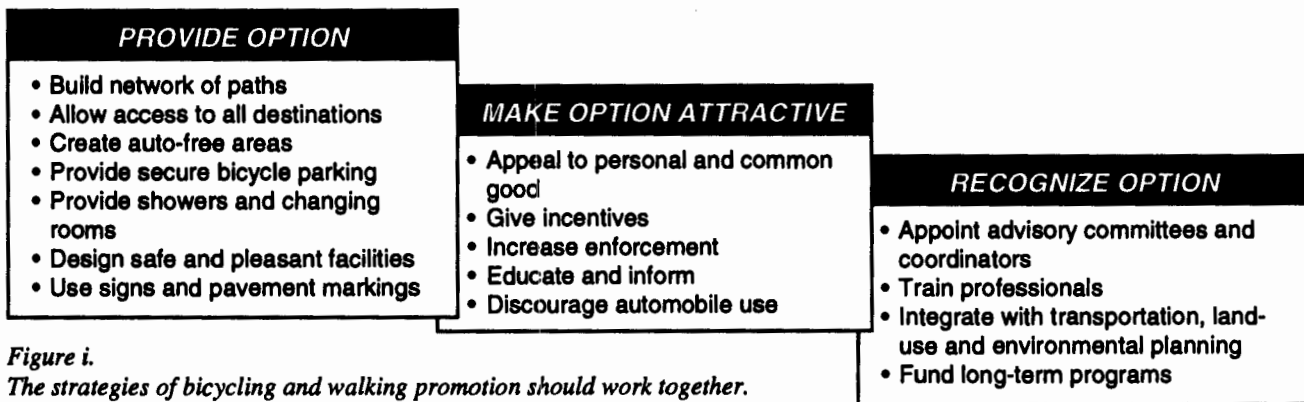 PROVIDE OPTION
• Build network of paths
• Allow access to all destinations
• Create auto-free areas
• Provide secure bicycle parking
• Provide showers and changing
rooms
• Design safe and pleasant facilities
• Use signs and pavement markings
MAKE OPTION ATTRACTIVE
• Appeal to personal and common
good
• Give incentives
• Increase enforcement
• Educate and inform
• Discourage automobile use
RECOGNIZE OPTION
• Appoint advisory committees and
coordinators
• Train professionals
• Integrate with transportation, land-
use and environmental planning
• Fund long-term programs
Figure i.
The strategies of bicycling and walking promotion should work together.